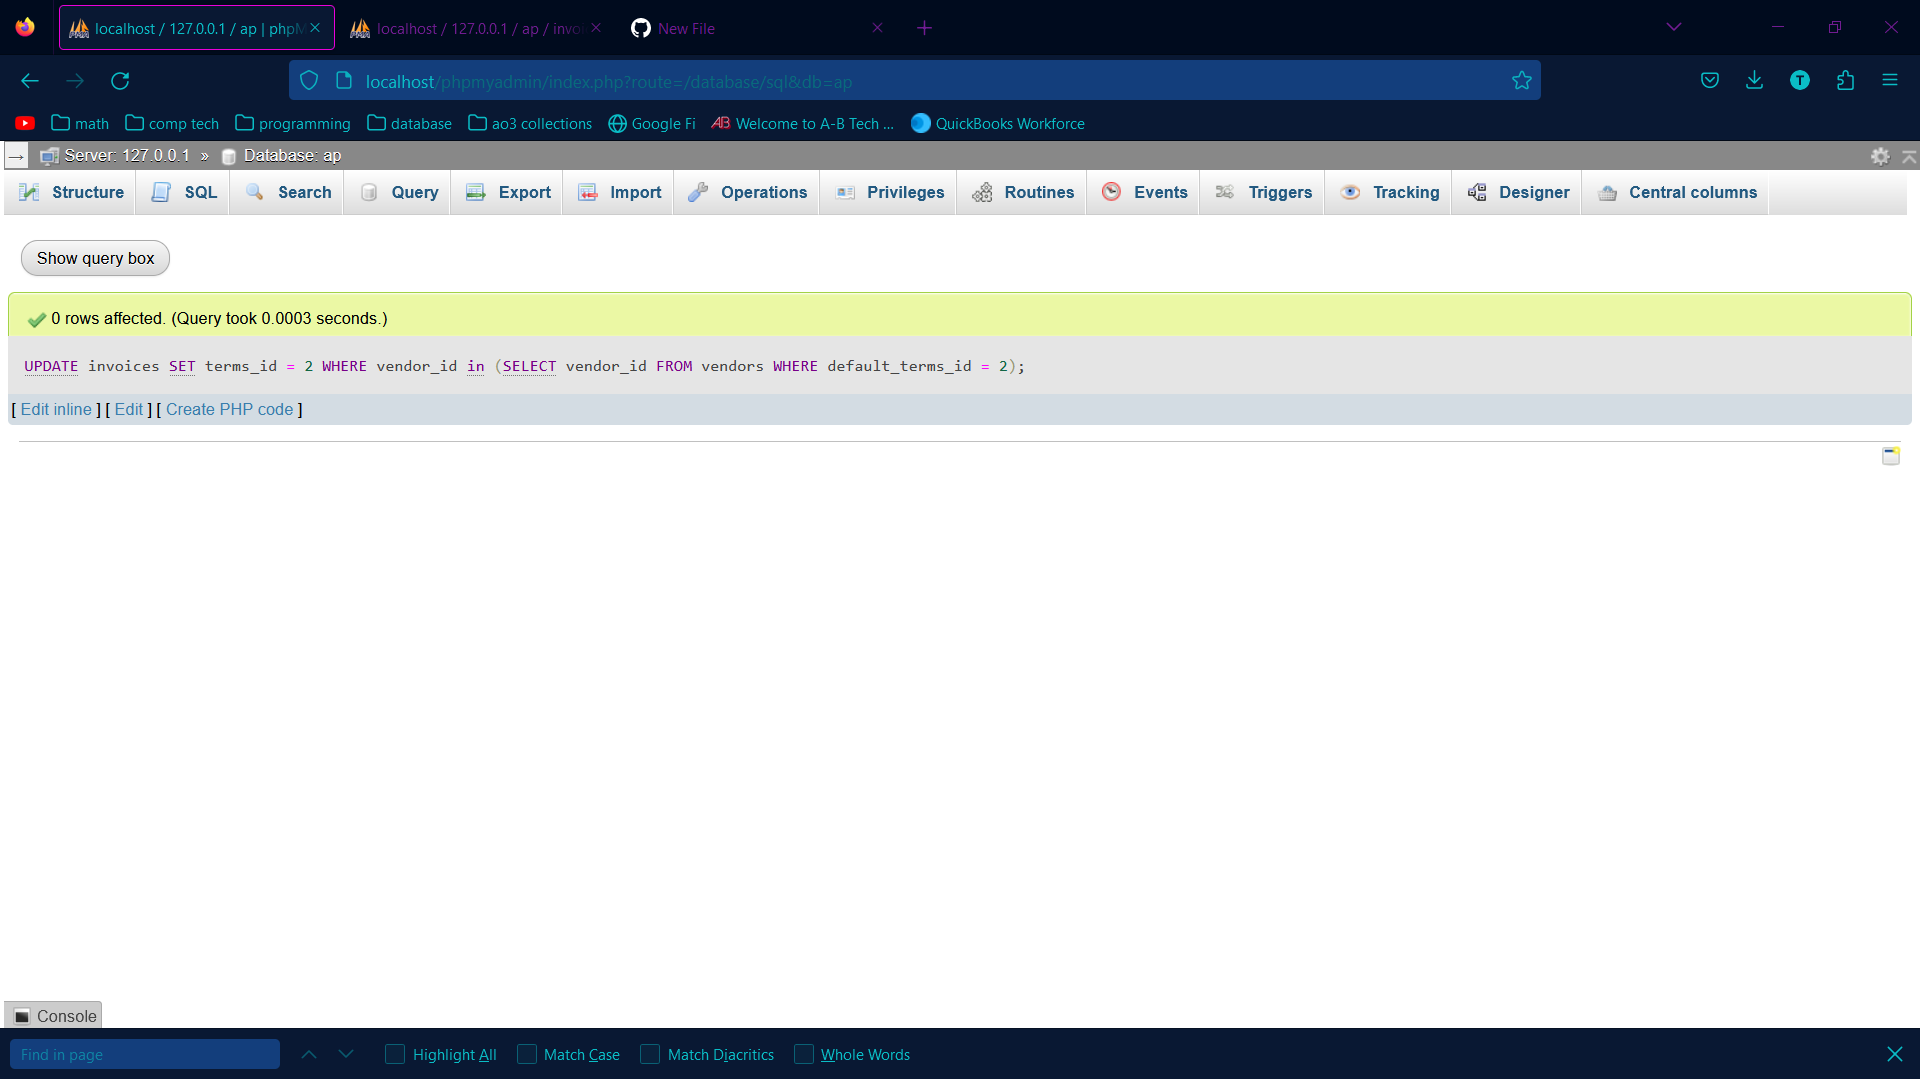 localhost / 127.0.0.1 / ap | phpM
localhost / 127.0.0.1 / ap / invoi
New File
localhost/phpmyadmin/index.php?route=/database/sql&db=ap
T
math
comp tech
programming
database
ao3 collections
Google Fi
AB Welcome to A-B Tech ...
QuickBooks Workforce
Server: 127.0.0.1 » Database: ap
Structure
SQL
Search
Query
Export
Import
Operations
Privileges
Routines
Events
Triggers
Tracking
Designer
Central columns
Show query box
0 rows affected. (Query took 0.0003 seconds.)
UPDATE invoices SET terms_id = 2 WHERE vendor_id in (SELECT vendor_id FROM vendors WHERE default_terms_id = 2);
[ Edit inline ] [ Edit ] [ Create PHP code ]
Console
Find in page
Highlight All
Match Case
Match Diacritics
Whole Words